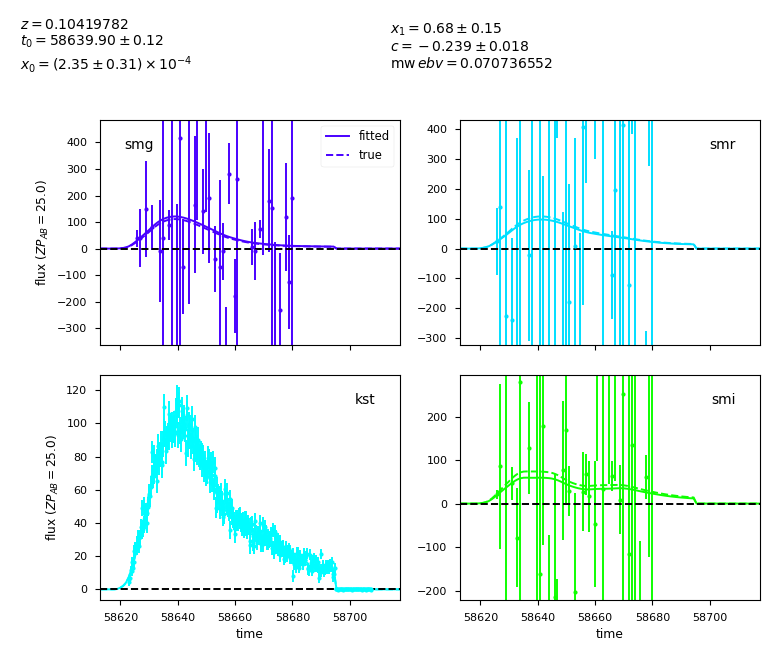 z = 0.10419782
t₀ = 58639.90 ± 0.12
x₀ = (2.35 ± 0.31) × 10⁻⁴
x₁ = 0.68 ± 0.15
c = −0.239 ± 0.018
mw ebv = 0.070736552
smg
fitted
true
400
300
200
100
0
−100
−200
−300
flux (ZP_AB = 25.0)
smr
400
300
200
100
0
−100
−200
−300
kst
120
100
80
60
40
20
0
flux (ZP_AB = 25.0)
58620 58640 58660 58680 58700
time
smi
200
100
0
−100
−200
58620 58640 58660 58680 58700
time